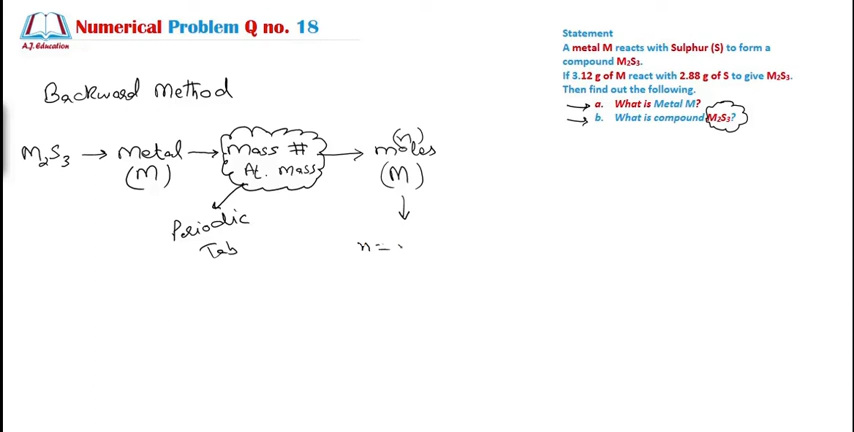 Numerical Problem Q no. 18
A.J. Education
Statement
A metal M reacts with Sulphur (S) to form a
compound M₂S₃.
If 3.12 g of M react with 2.88 g of S to give M₂S₃.
Then find out the following.
a. What is Metal M?
b. What is compound M₂S₃?
Backward Method
M₂S₃ → Metal → Mass # → moles (n)
(M) At. Mass (M)
Periodic
Tab
n =